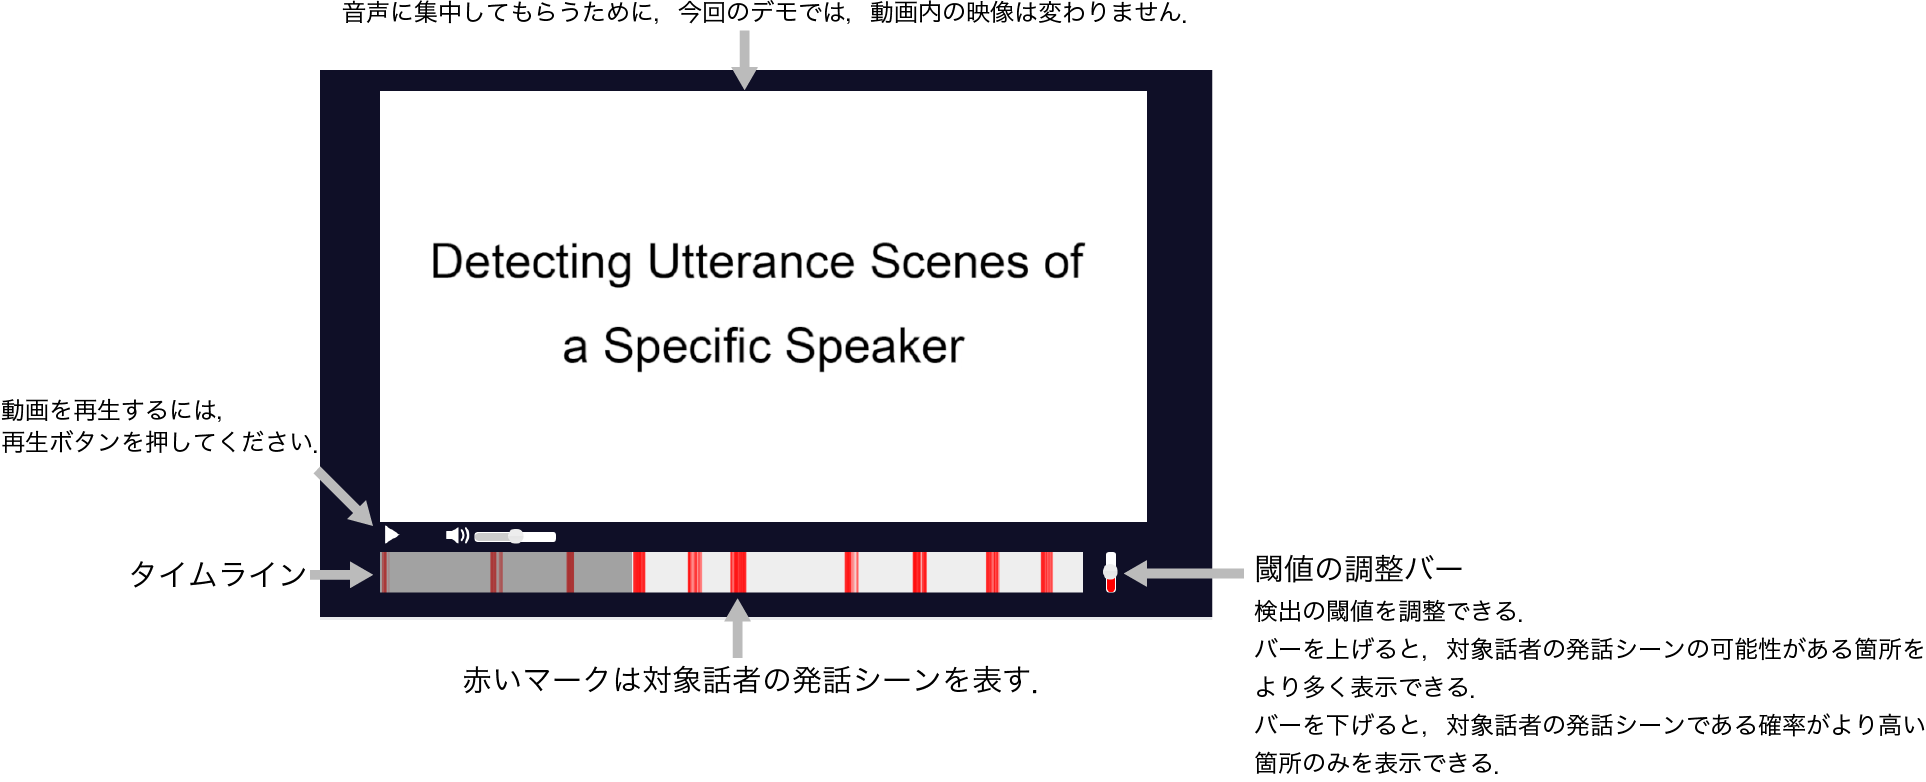 音声に集中してもらうために，今回のデモでは，動画内の映像は変わりません．
Detecting Utterance Scenes of
a Specific Speaker
動画を再生するには，
再生ボタンを押してください．
タイムライン
赤いマークは対象話者の発話シーンを表す．
閾値の調整バー
検出の閾値を調整できる．
バーを上げると，対象話者の発話シーンの可能性がある箇所を
より多く表示できる．
バーを下げると，対象話者の発話シーンである確率がより高い
箇所のみを表示できる．